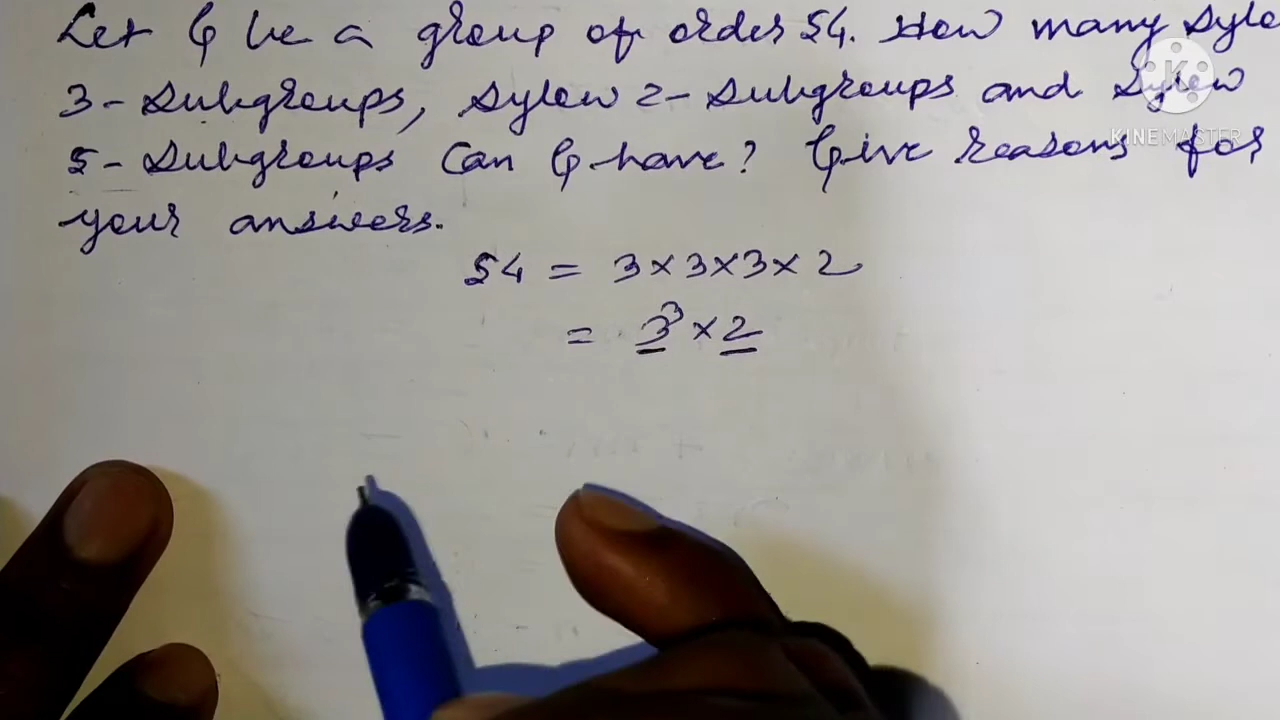 Let G be a group of order 54. How many Sylo
3- Subgroups, Sylow 2- Subgroups and Sylow
5- Subgroups Can G have? Give reasons for
your answers.
54 = 3×3×3×2
= 3³ × 2
K
KINEMASTER